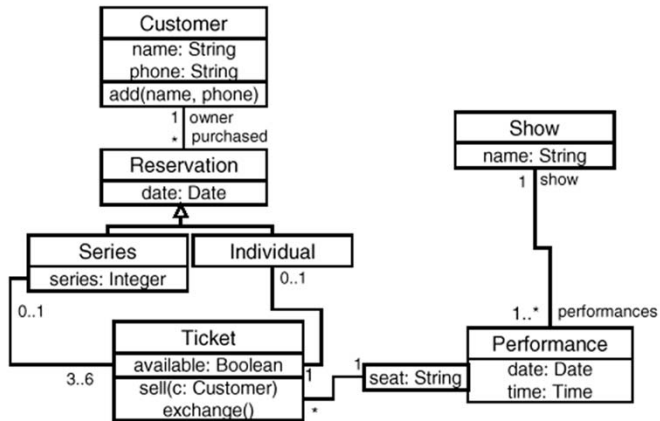 Customer
name: String
phone: String
add(name, phone)
1 owner
* purchased
Reservation
date: Date
Show
name: String
1 show
Series
series: Integer
Individual
0..1
0..1
1..* performances
Ticket
available: Boolean
sell(c: Customer)
exchange()
3..6
1
*
1
seat: String
Performance
date: Date
time: Time